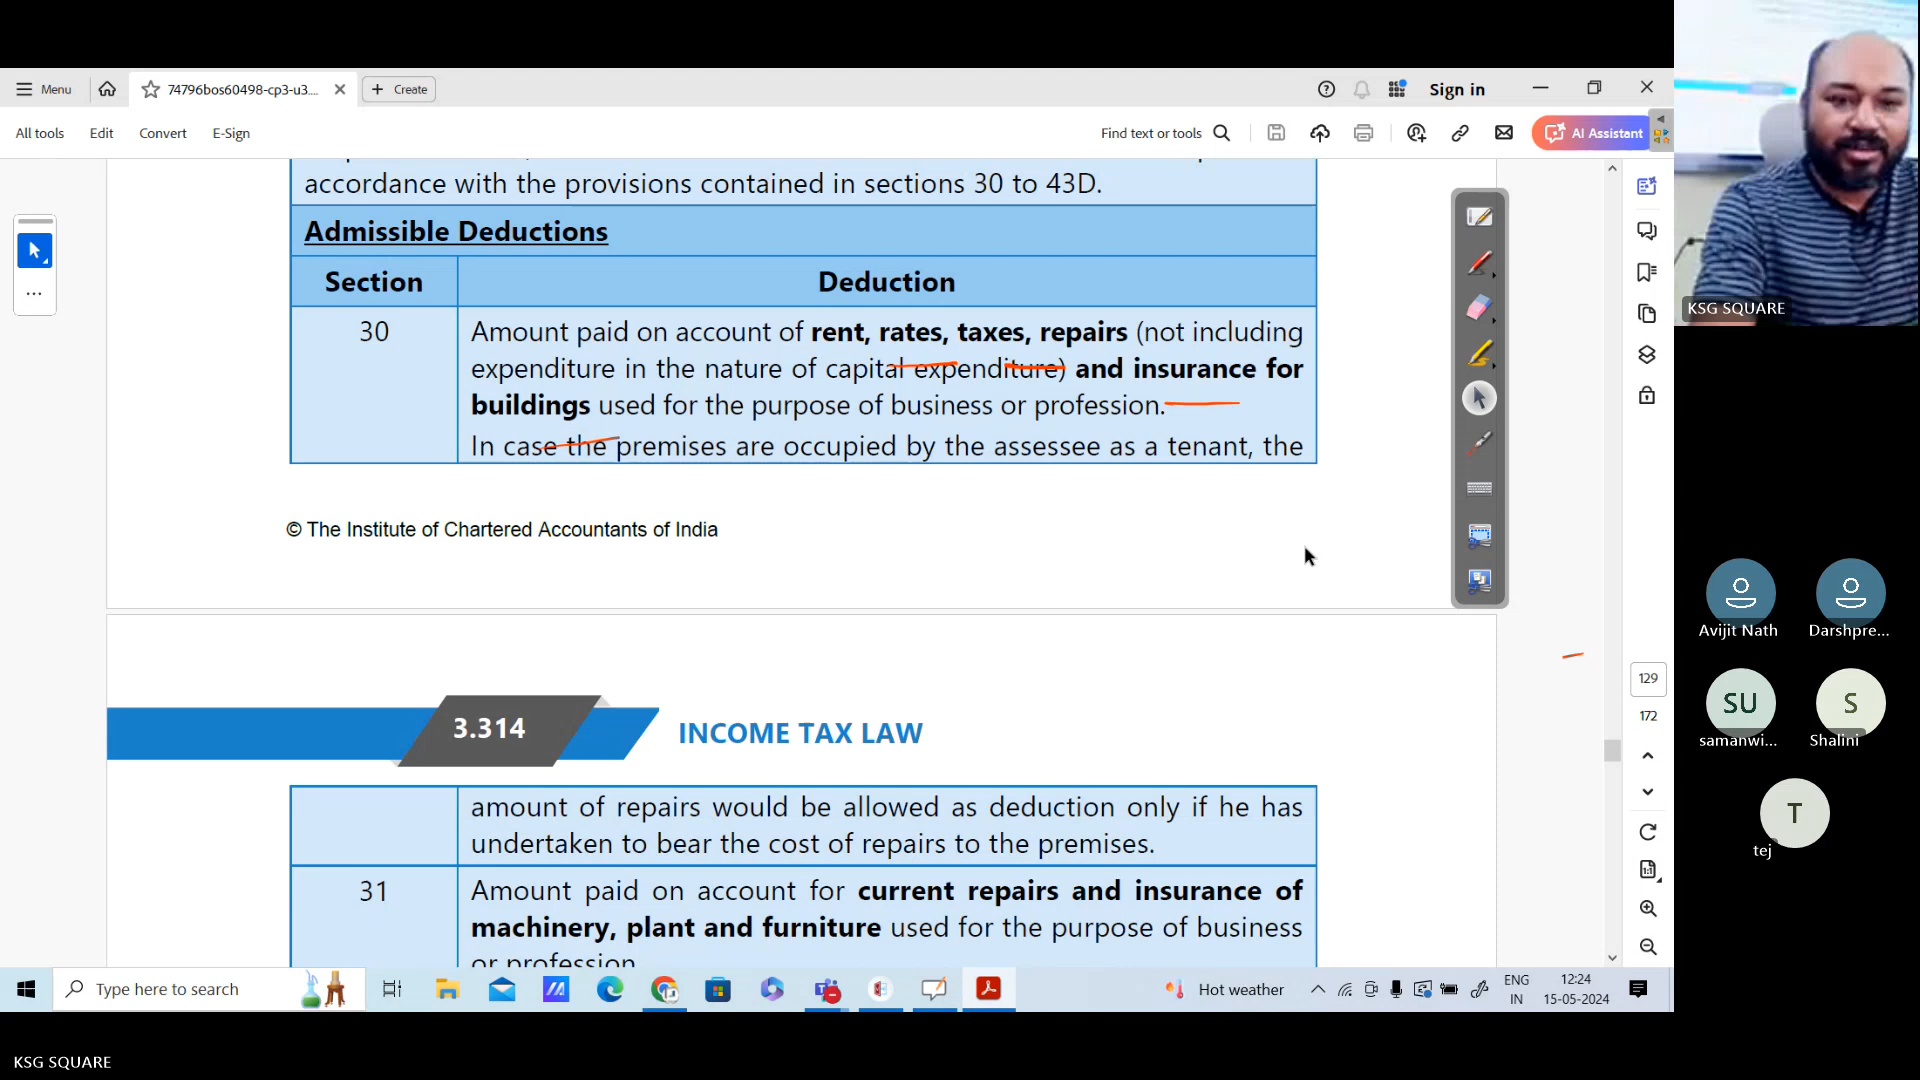 Menu
74796bos60498-cp3-u3....
Create
Sign in
All tools
Edit
Convert
E-Sign
Find text or tools
AI Assistant
accordance with the provisions contained in sections 30 to 43D.
Admissible Deductions
Section
Deduction
30
Amount paid on account of rent, rates, taxes, repairs (not including
expenditure in the nature of capital expenditure) and insurance for
buildings used for the purpose of business or profession.
In case the premises are occupied by the assessee as a tenant, the
© The Institute of Chartered Accountants of India
3.314
INCOME TAX LAW
amount of repairs would be allowed as deduction only if he has
undertaken to bear the cost of repairs to the premises.
31
Amount paid on account for current repairs and insurance of
machinery, plant and furniture used for the purpose of business
or profession
129
172
KSG SQUARE
Avijit Nath
Darshpre...
SU
samanwi...
S
Shalini
T
tej
Type here to search
Hot weather
ENG
IN
12:24
15-05-2024
KSG SQUARE